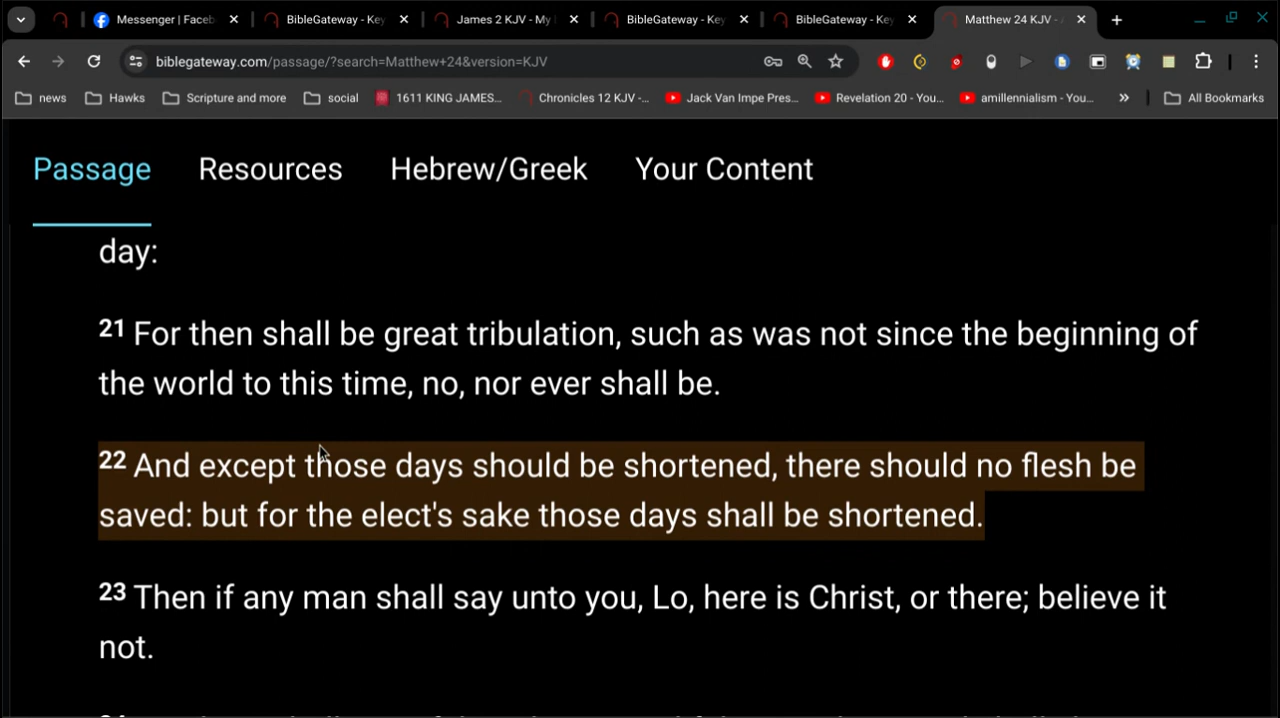 Messenger | Faceb
BibleGateway - Key
James 2 KJV - My
BibleGateway - Key
BibleGateway - Key
Matthew 24 KJV -
biblegateway.com/passage/?search=Matthew+24&version=KJV
news
Hawks
Scripture and more
social
1611 KING JAMES...
Chronicles 12 KJV -...
Jack Van Impe Pres...
Revelation 20 - You...
amillennialism - You...
All Bookmarks
Passage
Resources
Hebrew/Greek
Your Content
day:
21 For then shall be great tribulation, such as was not since the beginning of
the world to this time, no, nor ever shall be.
22 And except those days should be shortened, there should no flesh be
saved: but for the elect's sake those days shall be shortened.
23 Then if any man shall say unto you, Lo, here is Christ, or there; believe it
not.